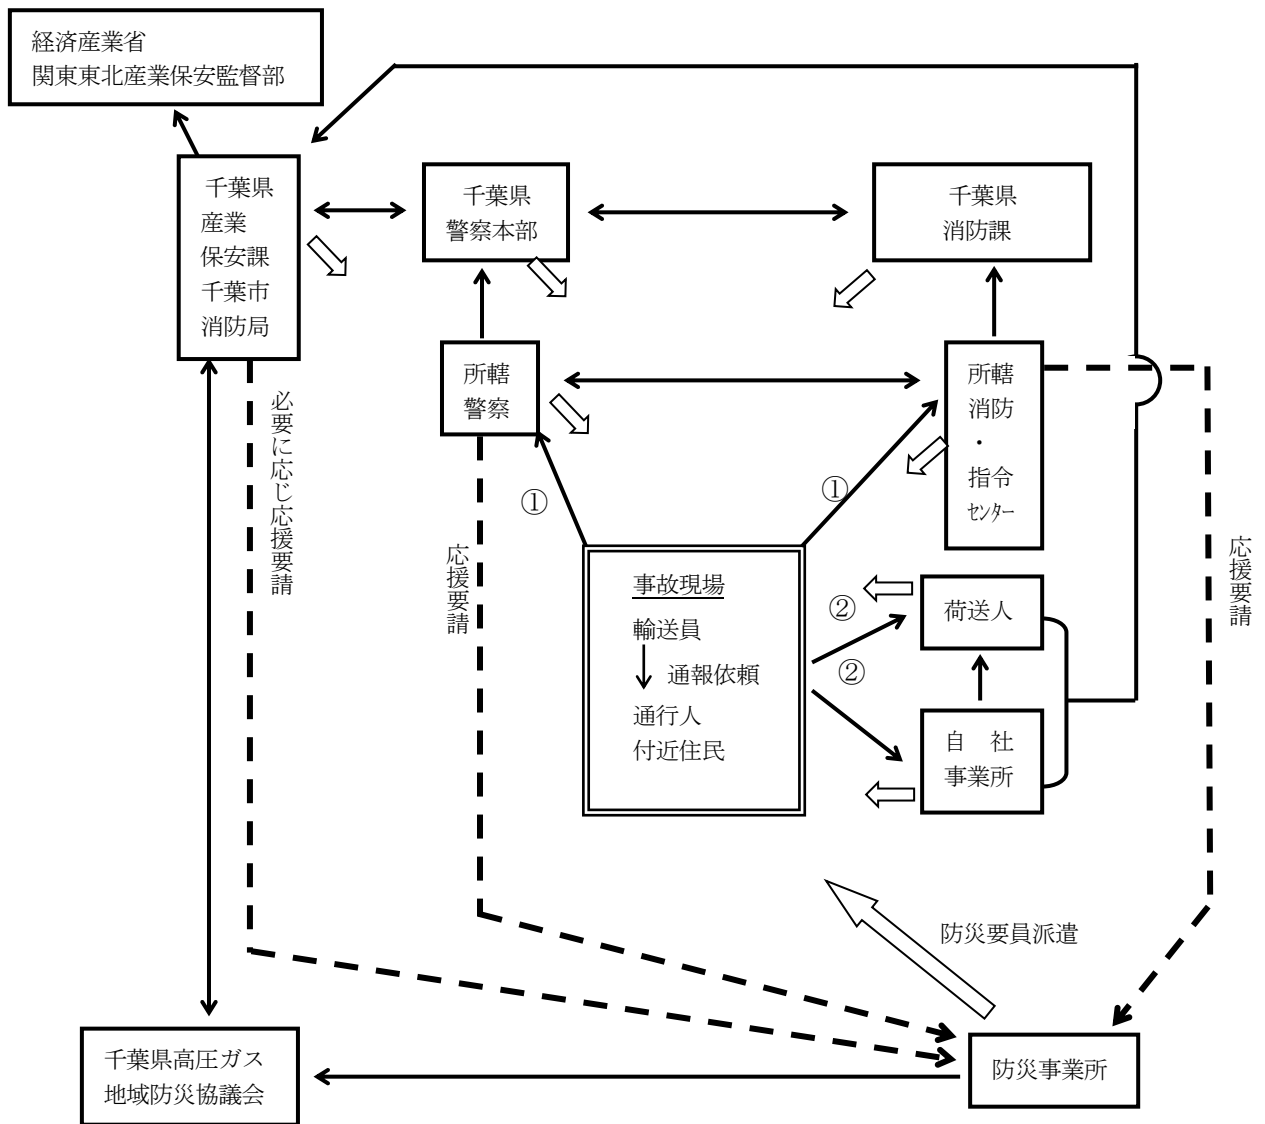 経済産業省
関東東北産業保安監督部
千葉県
産業
保安課
千葉市
消防局
千葉県
警察本部
千葉県
消防課
所轄
警察
所轄
消防
・
指令
センター
必要に応じ応援要請
応援要請
応援要請
①
①
事故現場
輸送員
通報依頼
通行人
付近住民
②
②
荷送人
自　社
事業所
防災要員派遣
千葉県高圧ガス
地域防災協議会
防災事業所